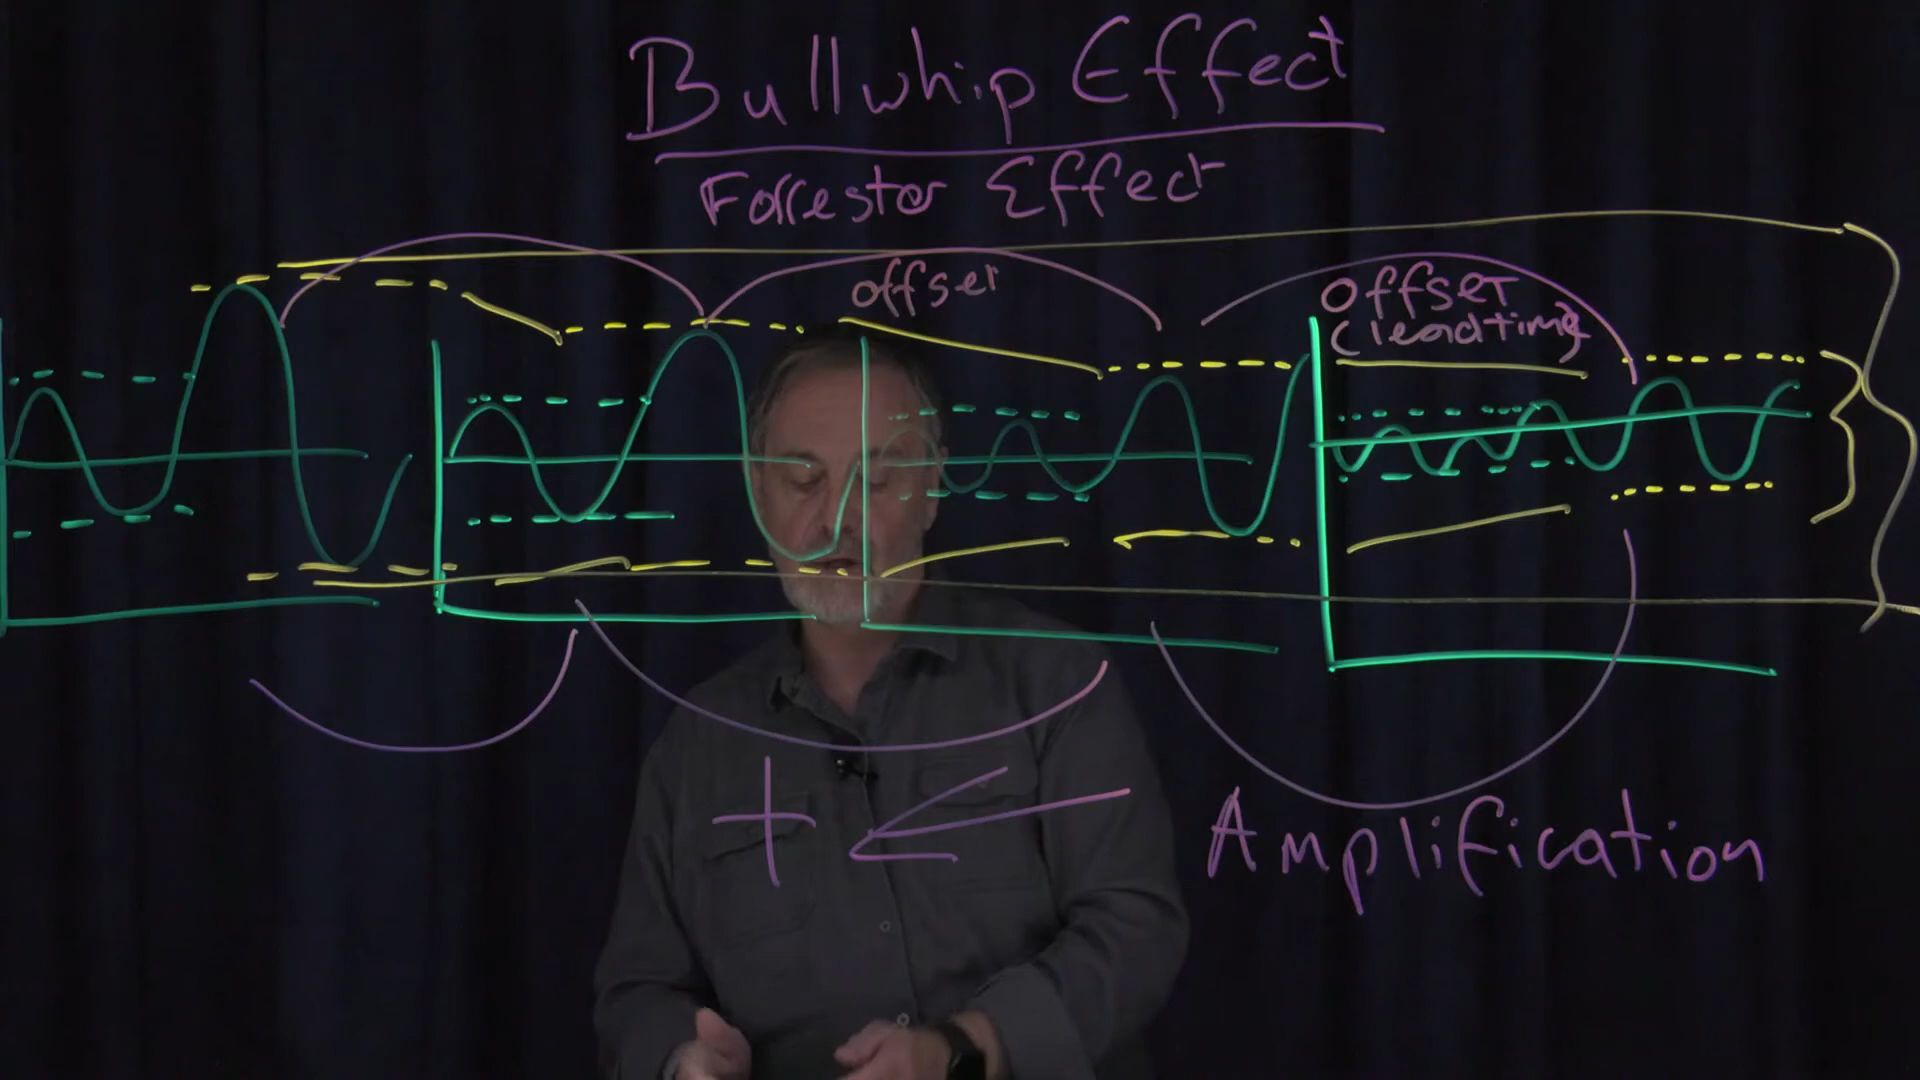 Bullwhip Effect
Forrester Effect
offset
offset
(leadtime)
+
Amplification